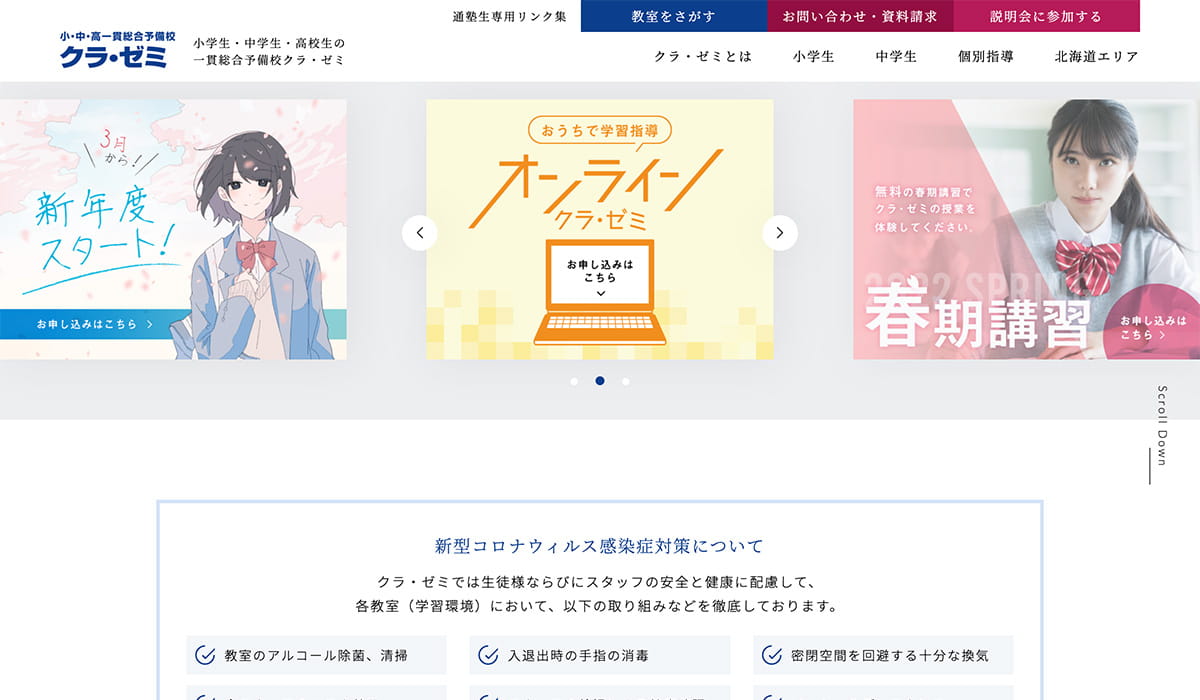 通塾生専用リンク集
教室をさがす
お問い合わせ・資料請求
説明会に参加する
小・中・高一貫総合予備校
クラ・ゼミ
小学生・中学生・高校生の
一貫総合予備校クラ・ゼミ
クラ・ゼミとは
小学生
中学生
個別指導
北海道エリア
3月
から!
新年度
スタート!
お申し込みはこちら
おうちで学習指導
オンライン
クラ・ゼミ
お申し込みは
こちら
無料の春期講習で
クラ・ゼミの授業を
体験してください。
2022 SPRING
春期講習
お申し込みは
こちら
Scroll Down
新型コロナウィルス感染症対策について
クラ・ゼミでは生徒様ならびにスタッフの安全と健康に配慮して、
各教室（学習環境）において、以下の取り組みなどを徹底しております。
教室のアルコール除菌、清掃
入退出時の手指の消毒
密閉空間を回避する十分な換気